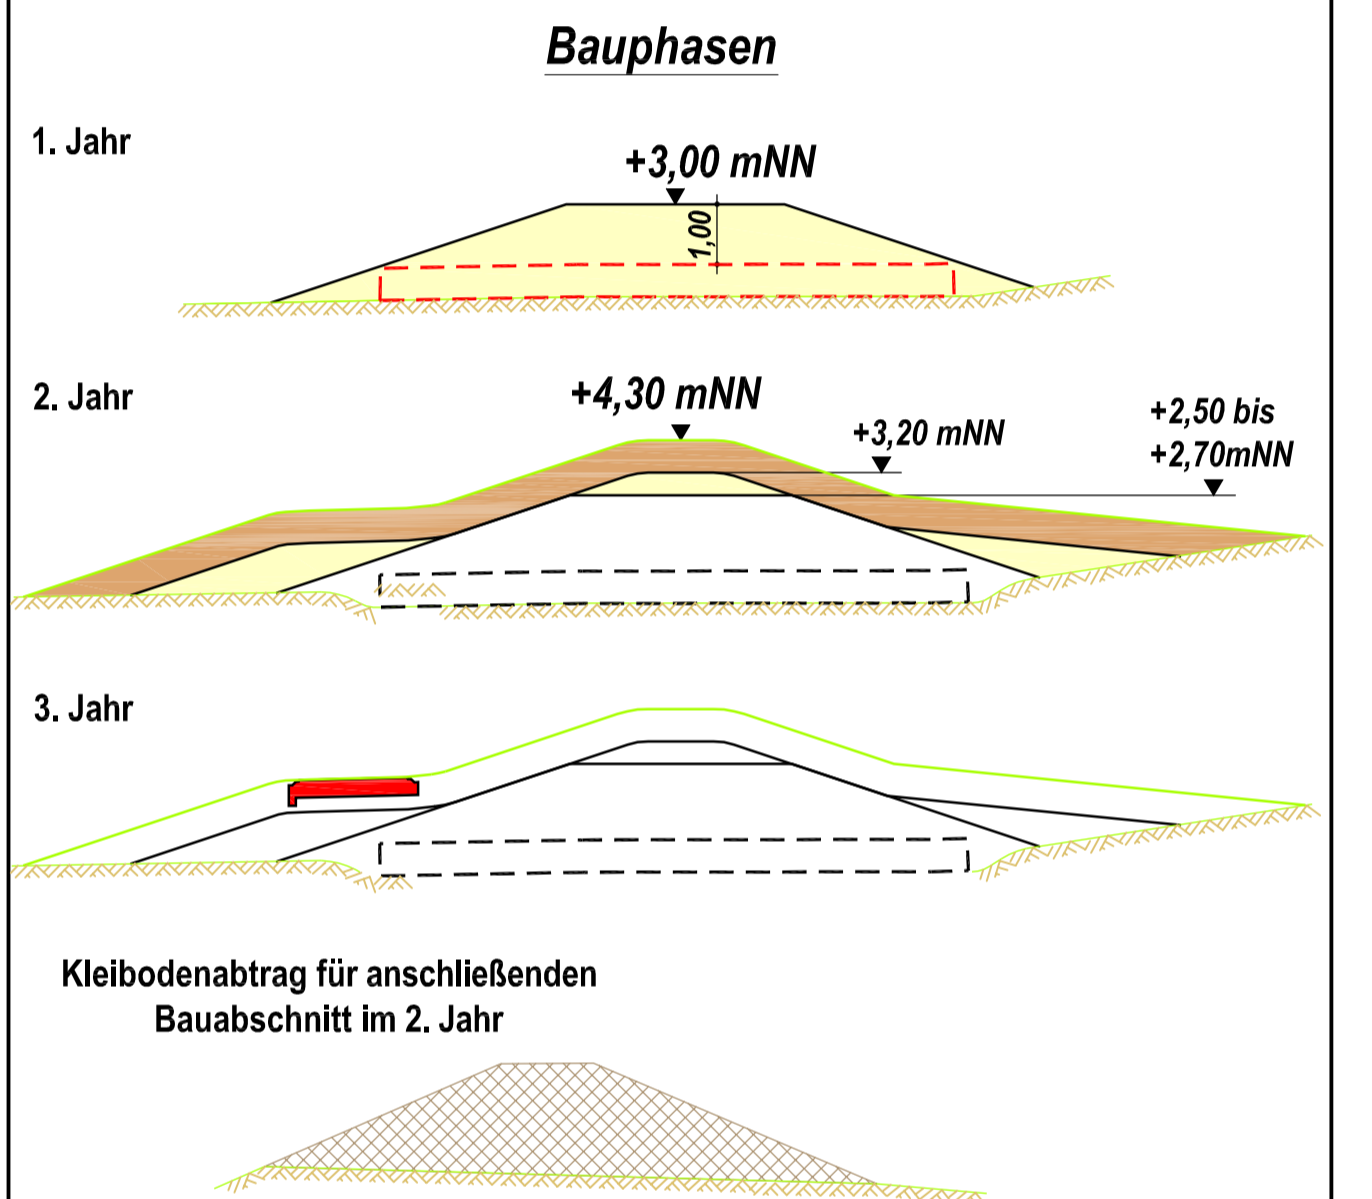 Bauphasen
1. Jahr
+3,00 mNN
1,00
2. Jahr
+4,30 mNN
+3,20 mNN
+2,50 bis
+2,70mNN
3. Jahr
Kleibodenabtrag für anschließenden
Bauabschnitt im 2. Jahr